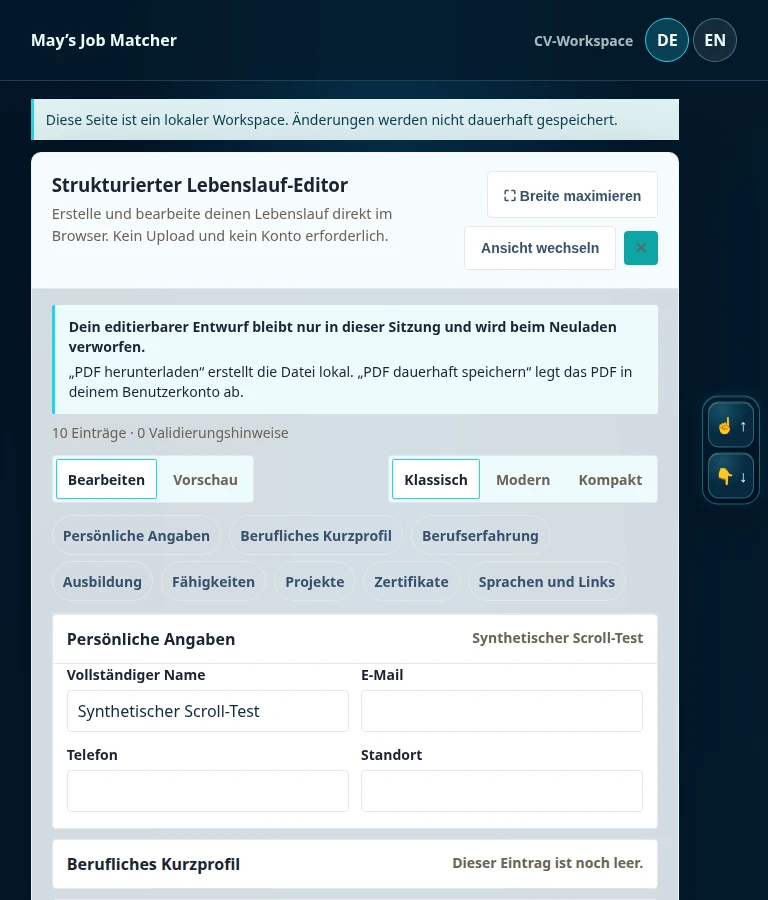 May’s Job Matcher
CV-Workspace
DE
EN
Diese Seite ist ein lokaler Workspace. Änderungen werden nicht dauerhaft gespeichert.
Strukturierter Lebenslauf-Editor
Erstelle und bearbeite deinen Lebenslauf direkt im
Browser. Kein Upload und kein Konto erforderlich.
Breite maximieren
Ansicht wechseln
Dein editierbarer Entwurf bleibt nur in dieser Sitzung und wird beim Neuladen
verworfen.
„PDF herunterladen“ erstellt die Datei lokal. „PDF dauerhaft speichern“ legt das PDF in
deinem Benutzerkonto ab.
10 Einträge · 0 Validierungshinweise
Bearbeiten
Vorschau
Klassisch
Modern
Kompakt
Persönliche Angaben
Berufliches Kurzprofil
Berufserfahrung
Ausbildung
Fähigkeiten
Projekte
Zertifikate
Sprachen und Links
Persönliche Angaben
Synthetischer Scroll-Test
Vollständiger Name
E-Mail
Synthetischer Scroll-Test
Telefon
Standort
Berufliches Kurzprofil
Dieser Eintrag ist noch leer.